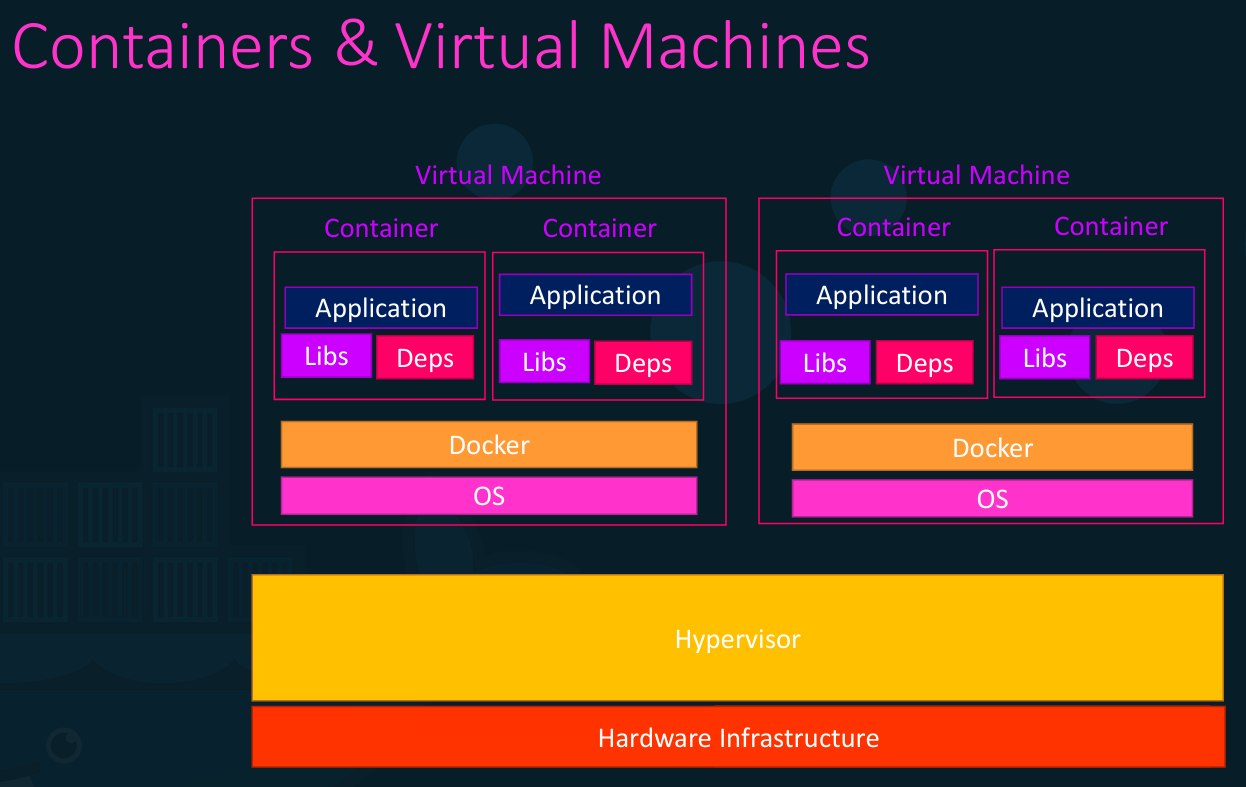 Containers & Virtual Machines
Virtual Machine
Container
Container
Application
Libs
Deps
Application
Libs
Deps
Docker
OS
Virtual Machine
Container
Container
Application
Libs
Deps
Application
Libs
Deps
Docker
OS
Hypervisor
Hardware Infrastructure